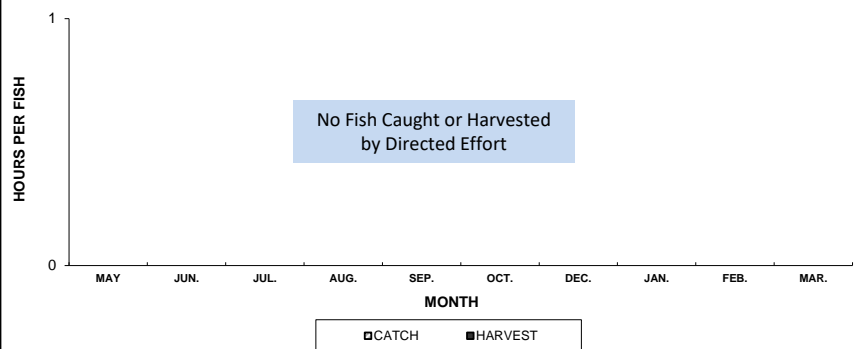 1
HOURS PER FISH
No Fish Caught or Harvested
by Directed Effort
0
MAY JUN. JUL. AUG. SEP. OCT. DEC. JAN. FEB. MAR.
MONTH
CATCH HARVEST